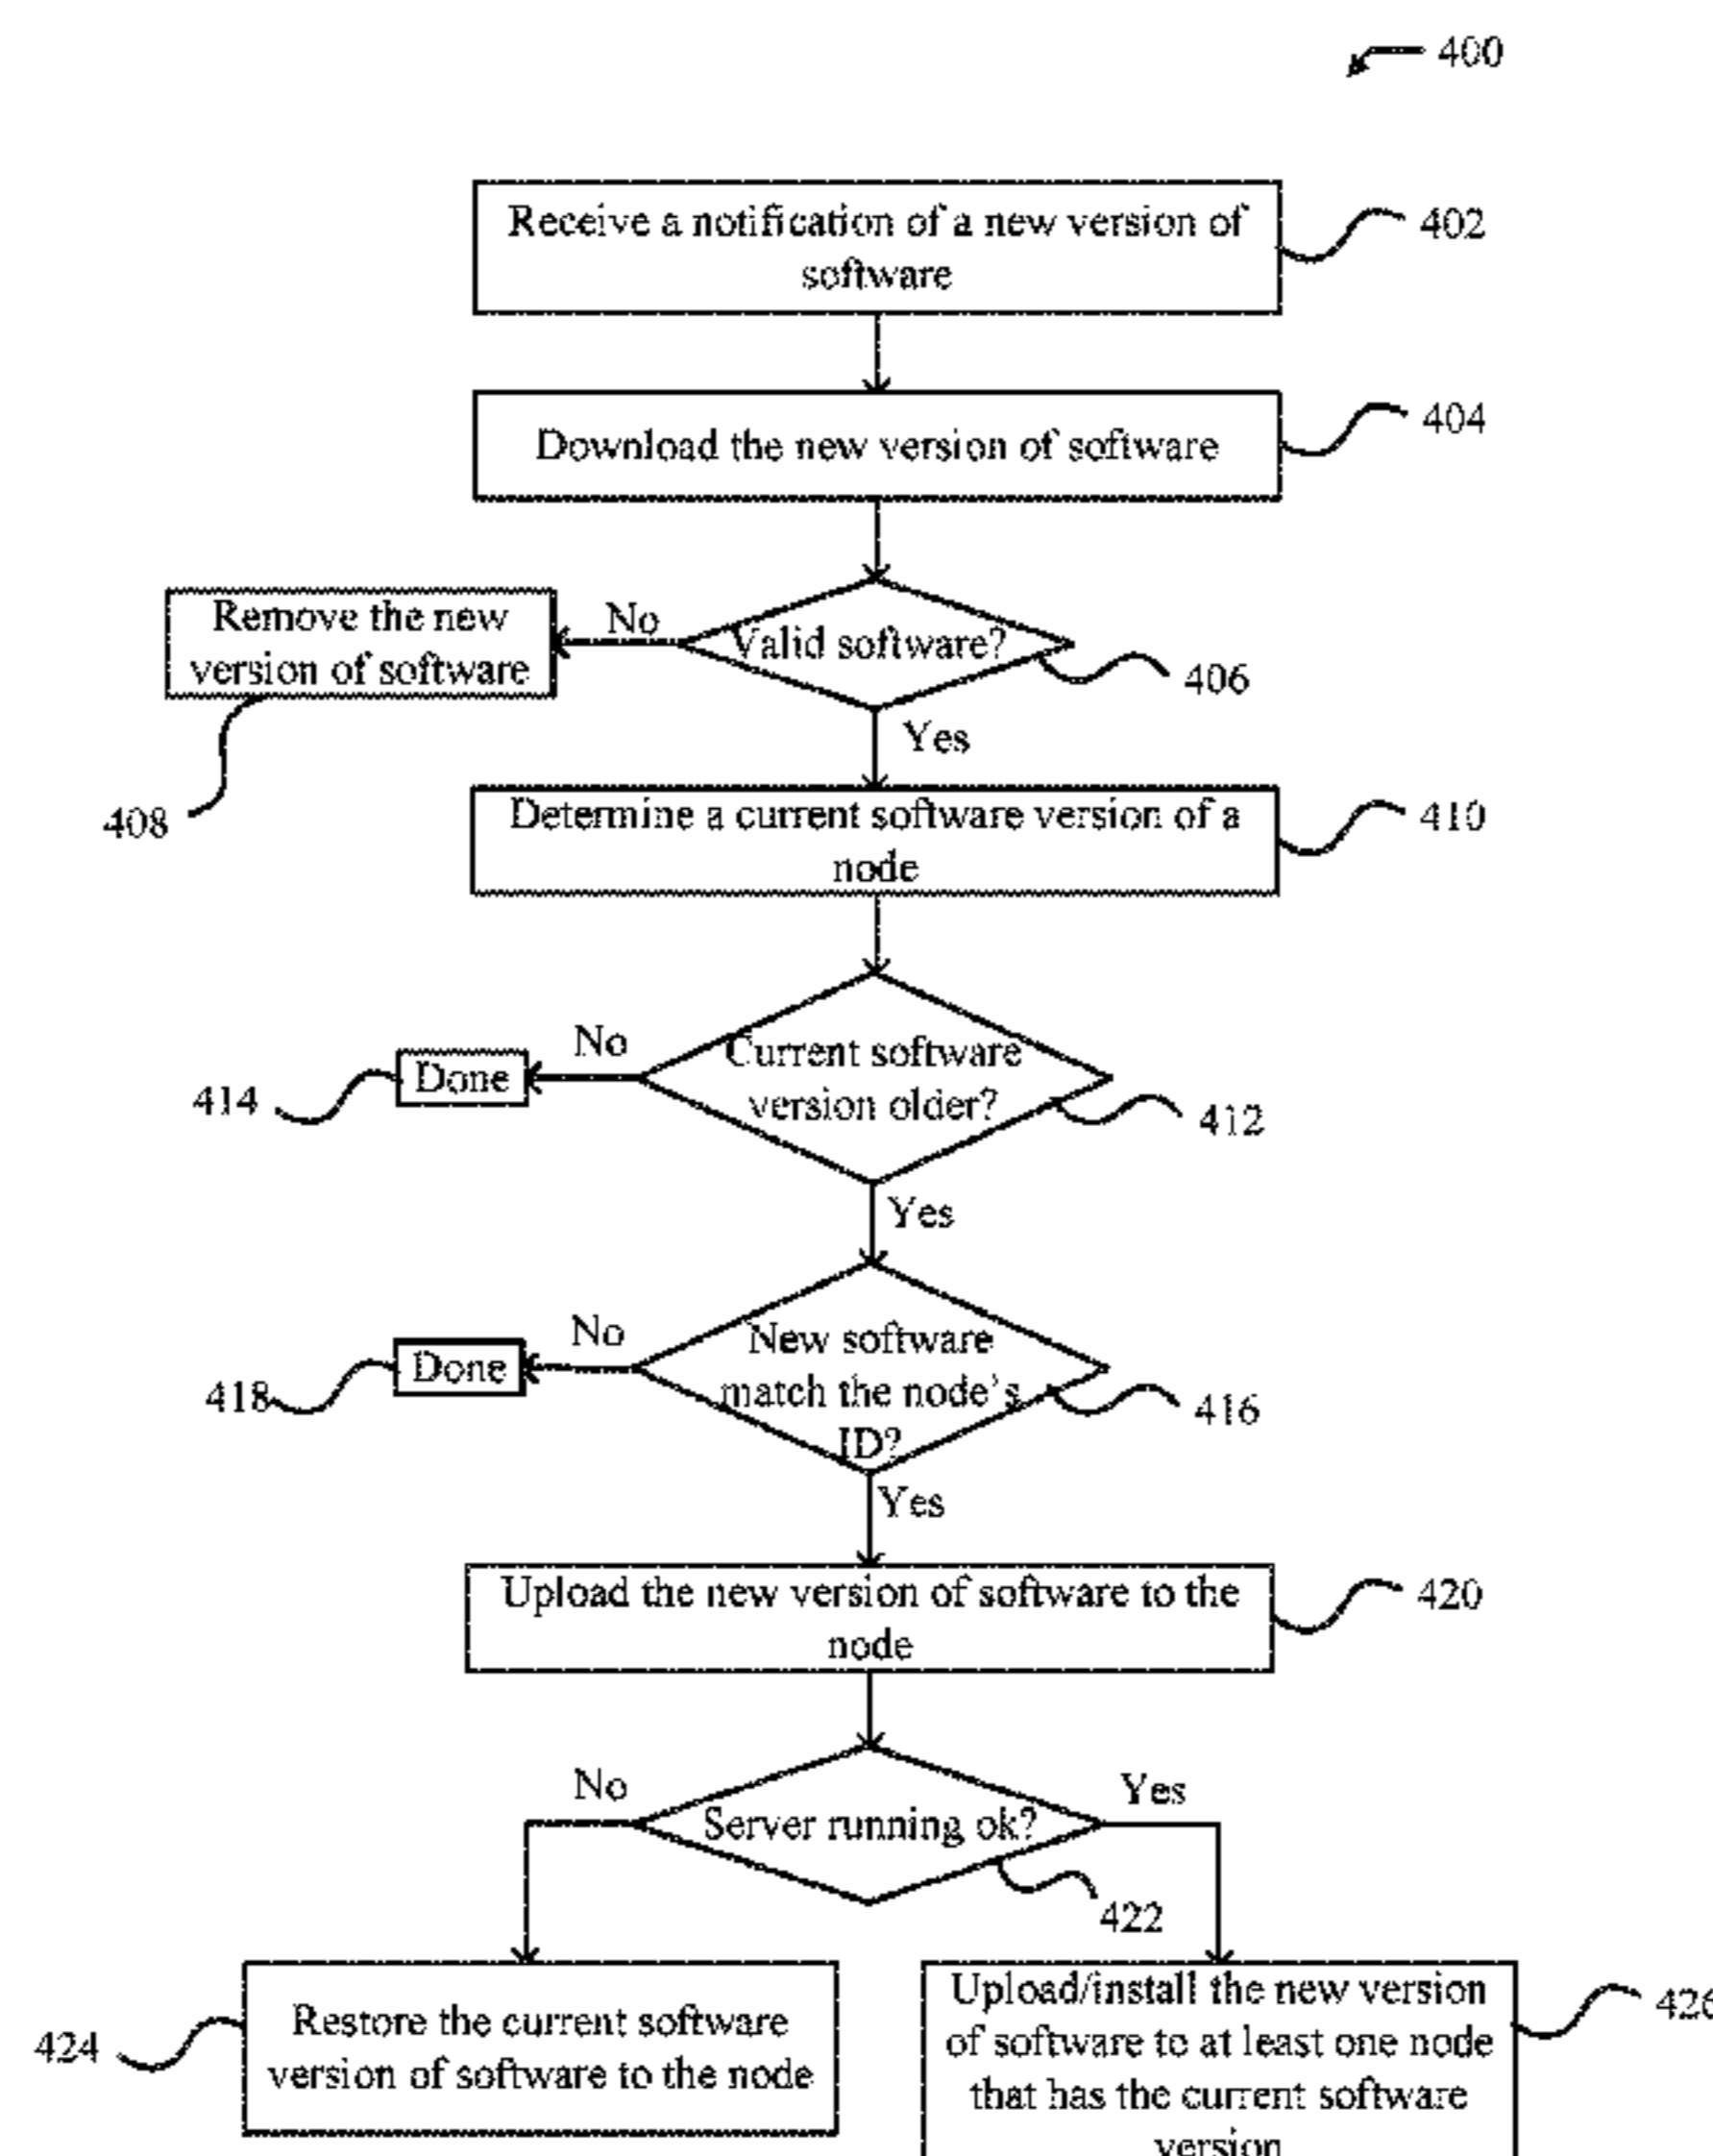 400
Receive a notification of a new version of
software
402
Download the new version of software
404
Valid software?
406
No
Remove the new
version of software
408
Yes
Determine a current software version of a
node
410
Current software
version older?
412
No
Done
414
Yes
New software
match the node's
ID?
416
No
Done
418
Yes
Upload the new version of software to the
node
420
Server running ok?
422
No
Yes
Restore the current software
version of software to the node
424
Upload/install the new version
of software to at least one node
that has the current software
version
426